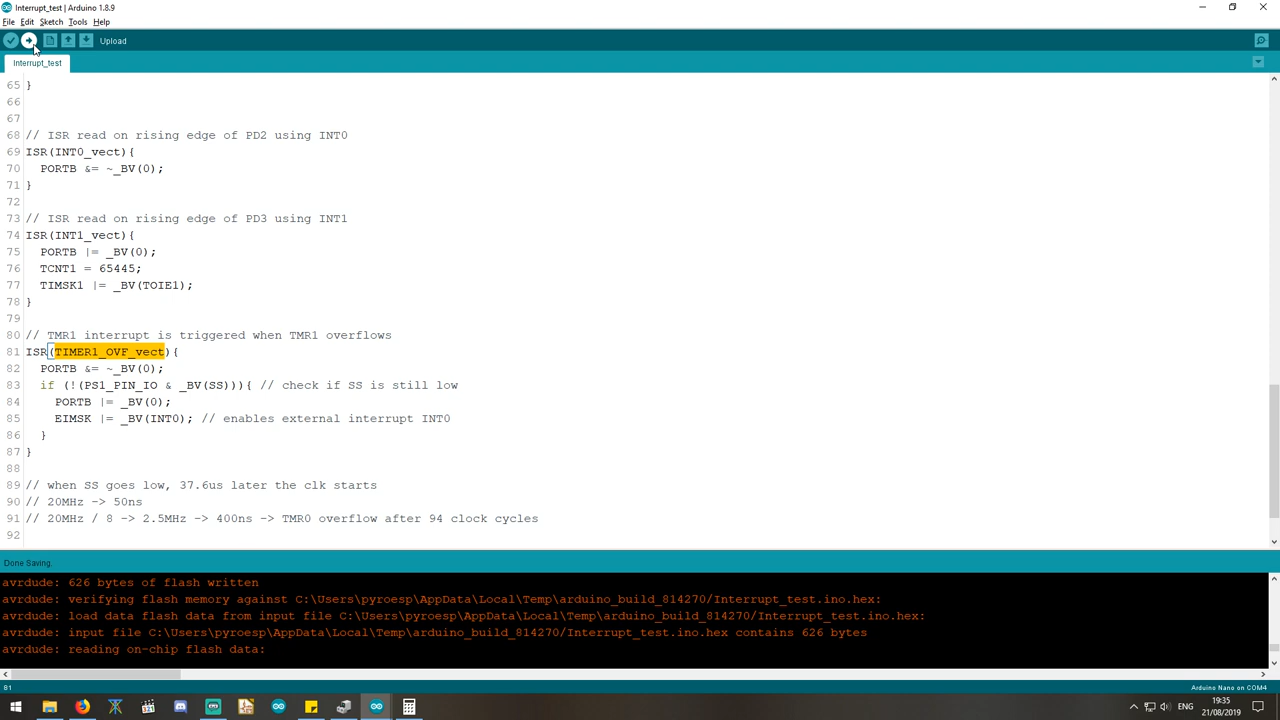 Interrupt_test | Arduino 1.8.9
File Edit Sketch Tools Help
Upload
Interrupt_test
65 }
66
67
68 // ISR read on rising edge of PD2 using INT0
69 ISR(INT0_vect){
70 PORTB &= ~_BV(0);
71 }
72
73 // ISR read on rising edge of PD3 using INT1
74 ISR(INT1_vect){
75 PORTB |= _BV(0);
76 TCNT1 = 65445;
77 TIMSK1 |= _BV(TOIE1);
78 }
79
80 // TMR1 interrupt is triggered when TMR1 overflows
81 ISR(TIMER1_OVF_vect){
82 PORTB &= ~_BV(0);
83 if (!(PS1_PIN_IO & _BV(SS))){ // check if SS is still low
84 PORTB |= _BV(0);
85 EIMSK |= _BV(INT0); // enables external interrupt INT0
86 }
87 }
88
89 // when SS goes low, 37.6us later the clk starts
90 // 20MHz -> 50ns
91 // 20MHz / 8 -> 2.5MHz -> 400ns -> TMR0 overflow after 94 clock cycles
92
Done Saving.
avrdude: 626 bytes of flash written
avrdude: verifying flash memory against C:\Users\pyroesp\AppData\Local\Temp\arduino_build_814270/Interrupt_test.ino.hex:
avrdude: load data flash data from input file C:\Users\pyroesp\AppData\Local\Temp\arduino_build_814270/Interrupt_test.ino.hex:
avrdude: input file C:\Users\pyroesp\AppData\Local\Temp\arduino_build_814270/Interrupt_test.ino.hex contains 626 bytes
avrdude: reading on-chip flash data:
81 Arduino Nano on COM4
ENG 19:35
21/08/2019